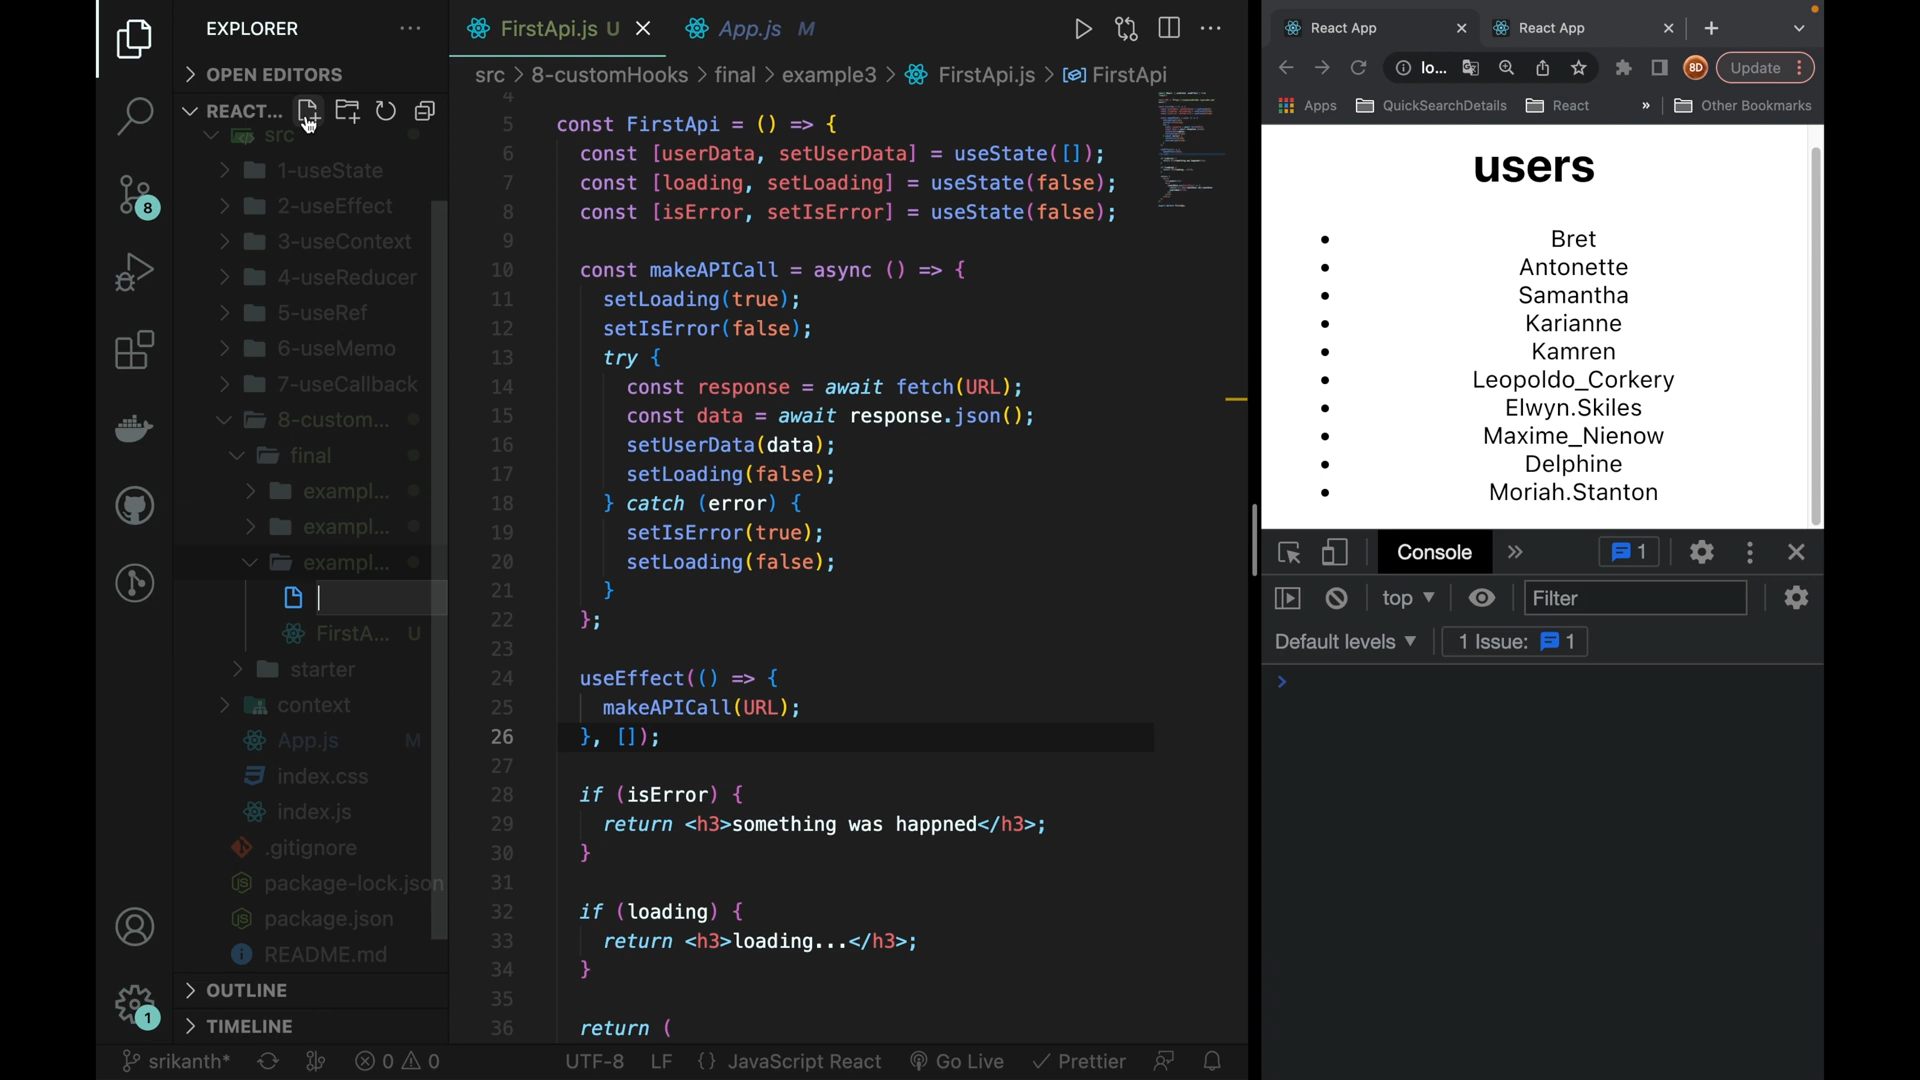 EXPLORER
OPEN EDITORS
REACT...
src
1-useState
2-useEffect
3-useContext
4-useReducer
5-useRef
6-useMemo
7-useCallback
8-custom...
final
exampl...
exampl...
exampl...
FirstA... U
starter
context
App.js M
index.css
index.js
.gitignore
package-lock.json
package.json
README.md
OUTLINE
TIMELINE
8
1
FirstApi.js U
App.js M
src > 8-customHooks > final > example3 > FirstApi.js > FirstApi
4
5 const FirstApi = () => {
6 const [userData, setUserData] = useState([]);
7 const [loading, setLoading] = useState(false);
8 const [isError, setIsError] = useState(false);
9
10 const makeAPICall = async () => {
11 setLoading(true);
12 setIsError(false);
13 try {
14 const response = await fetch(URL);
15 const data = await response.json();
16 setUserData(data);
17 setLoading(false);
18 } catch (error) {
19 setIsError(true);
20 setLoading(false);
21 }
22 };
23
24 useEffect(() => {
25 makeAPICall(URL);
26 }, []);
27
28 if (isError) {
29 return <h3>something was happned</h3>;
30 }
31
32 if (loading) {
33 return <h3>loading...</h3>;
34 }
35
36 return (
srikanth*
0 0
UTF-8
LF
{} JavaScript React
Go Live
Prettier
React App
React App
lo...
8D
Update
Apps
QuickSearchDetails
React
»
Other Bookmarks
users
• Bret
• Antonette
• Samantha
• Karianne
• Kamren
• Leopoldo_Corkery
• Elwyn.Skiles
• Maxime_Nienow
• Delphine
• Moriah.Stanton
Console
»
1
top
Filter
Default levels
1 Issue: 1
>